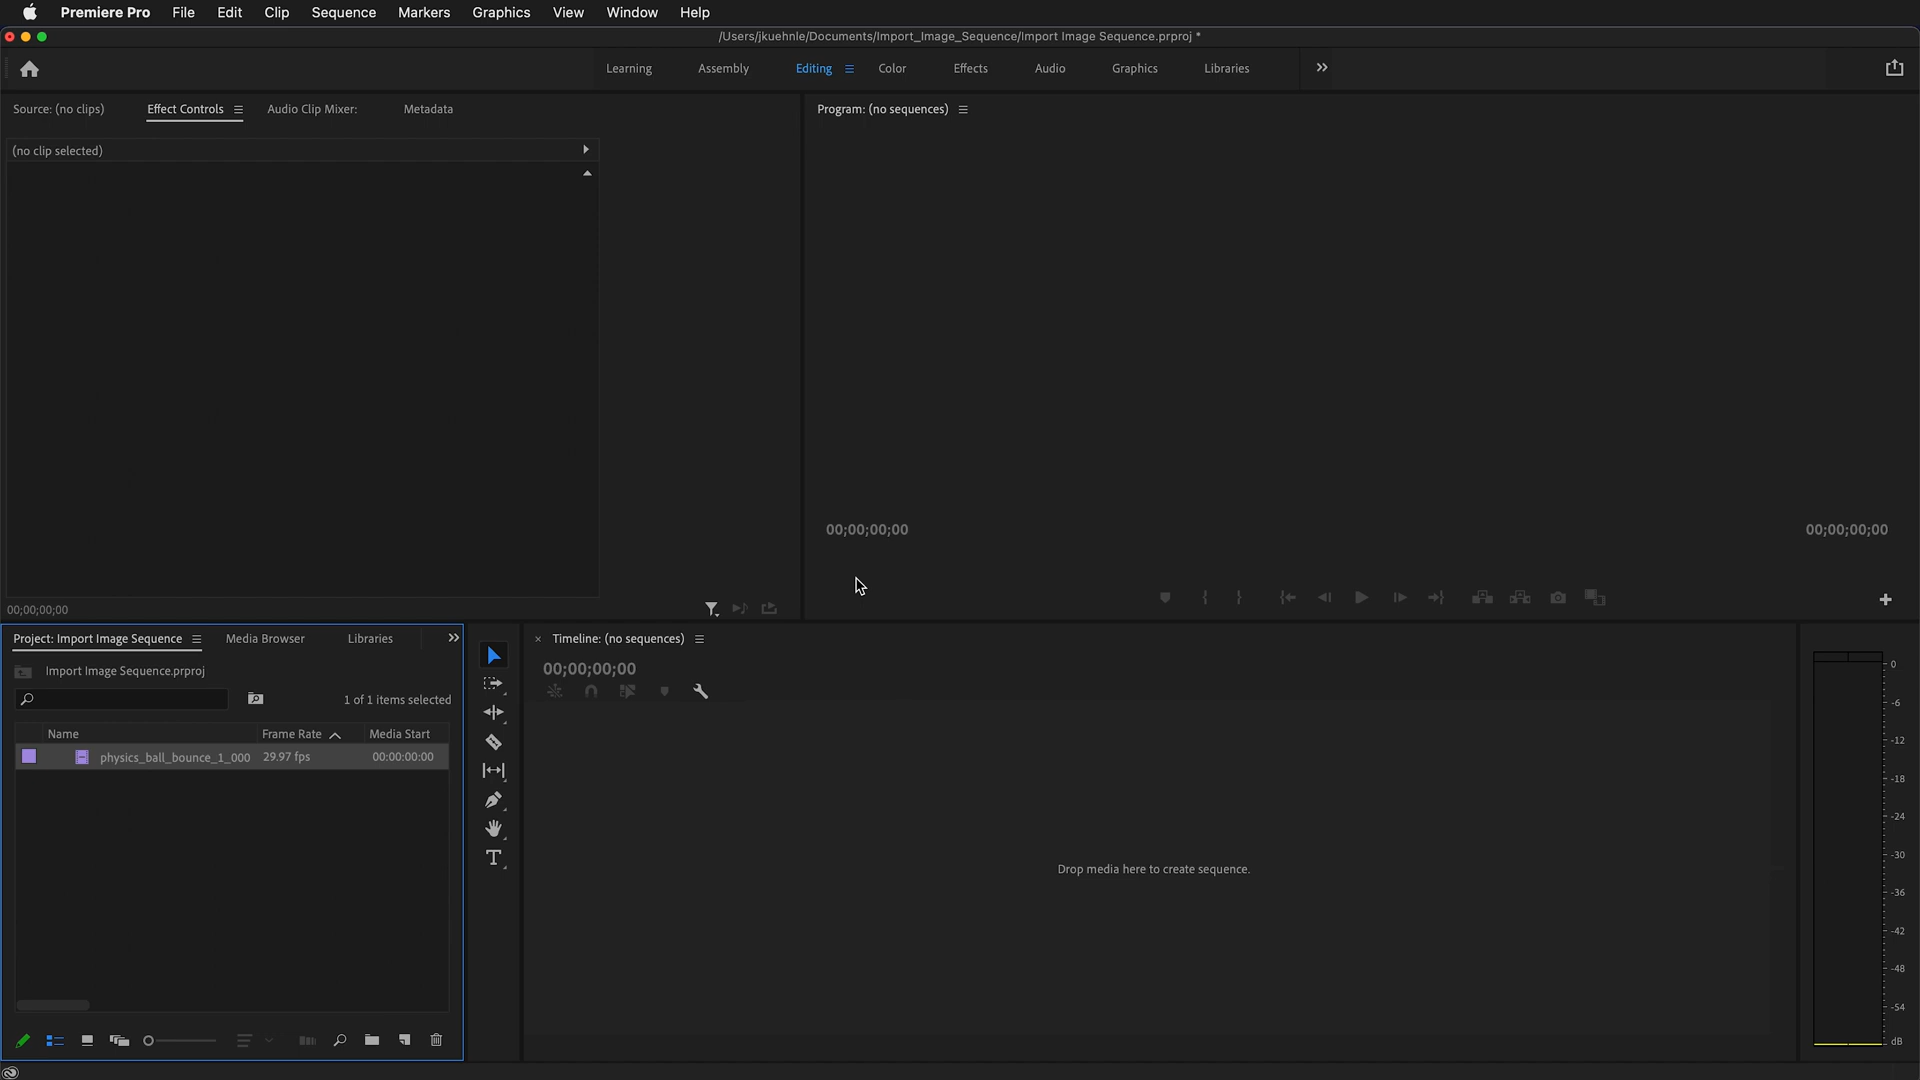 Premiere Pro File Edit Clip Sequence Markers Graphics View Window Help
/Users/jkuehnle/Documents/Import_Image_Sequence/Import Image Sequence.prproj *
Learning Assembly Editing Color Effects Audio Graphics Libraries
Source: (no clips) Effect Controls Audio Clip Mixer: Metadata
(no clip selected)
00;00;00;00
Program: (no sequences)
00;00;00;00 00;00;00;00
Project: Import Image Sequence Media Browser Libraries
Import Image Sequence.prproj
1 of 1 items selected
Name Frame Rate Media Start
physics_ball_bounce_1_000 29.97 fps 00:00:00:00
T
Timeline: (no sequences)
00;00;00;00
Drop media here to create sequence.
0
-6
-12
-18
-24
-30
-36
-42
-48
-54
dB